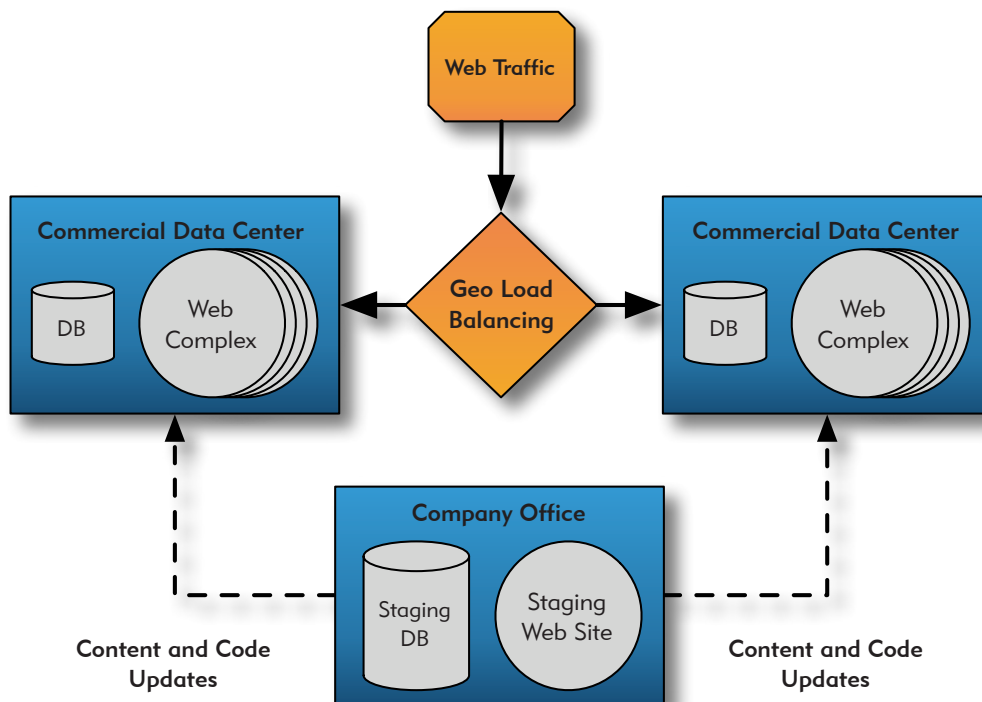 Web Traffic
Commercial Data Center
DB
Web
Complex
Geo Load
Balancing
Commercial Data Center
DB
Web
Complex
Company Office
Staging
DB
Staging
Web Site
Content and Code
Updates
Content and Code
Updates